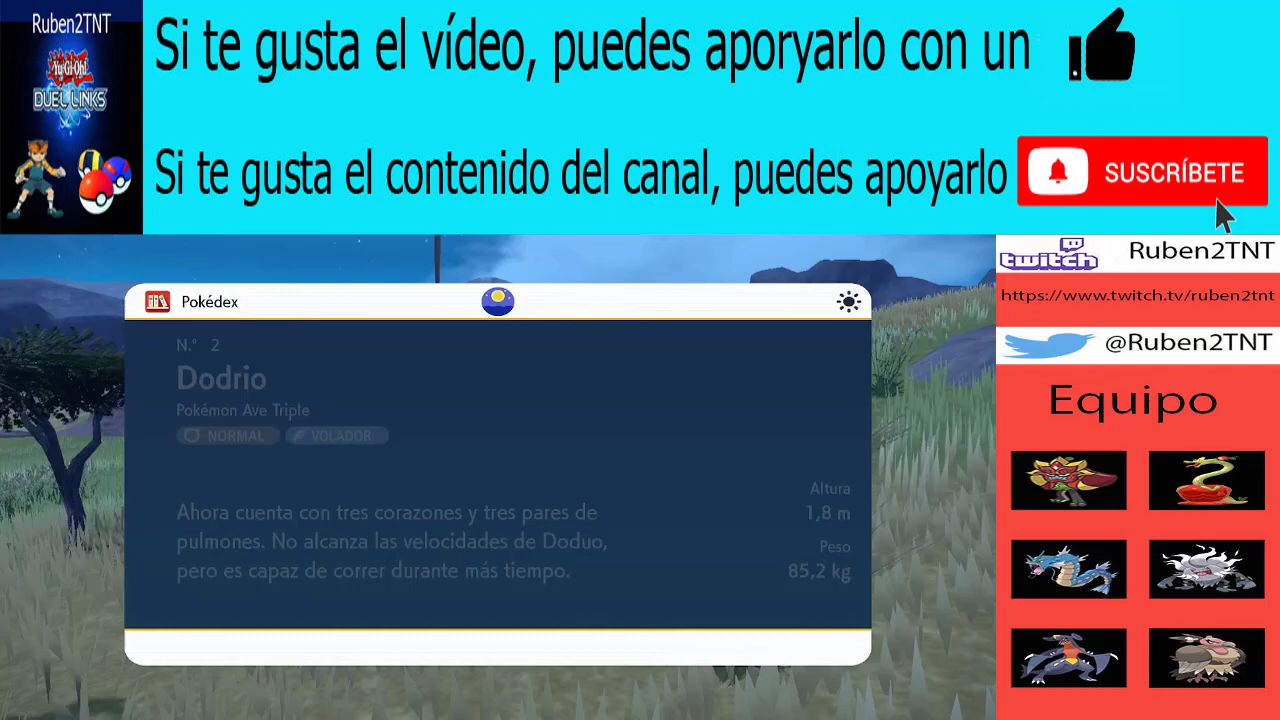 Ruben2TNT
Yu-Gi-Oh!
DUEL LINKS
Si te gusta el vídeo, puedes aporyarlo con un
Si te gusta el contenido del canal, puedes apoyarlo
SUSCRÍBETE
twitch
Ruben2TNT
https://www.twitch.tv/ruben2tnt
@Ruben2TNT
Equipo
Pokédex
N.° 2
Dodrio
Pokémon Ave Triple
NORMAL
VOLADOR
Altura
1,8 m
Peso
85,2 kg
Ahora cuenta con tres corazones y tres pares de
pulmones. No alcanza las velocidades de Doduo,
pero es capaz de correr durante más tiempo.